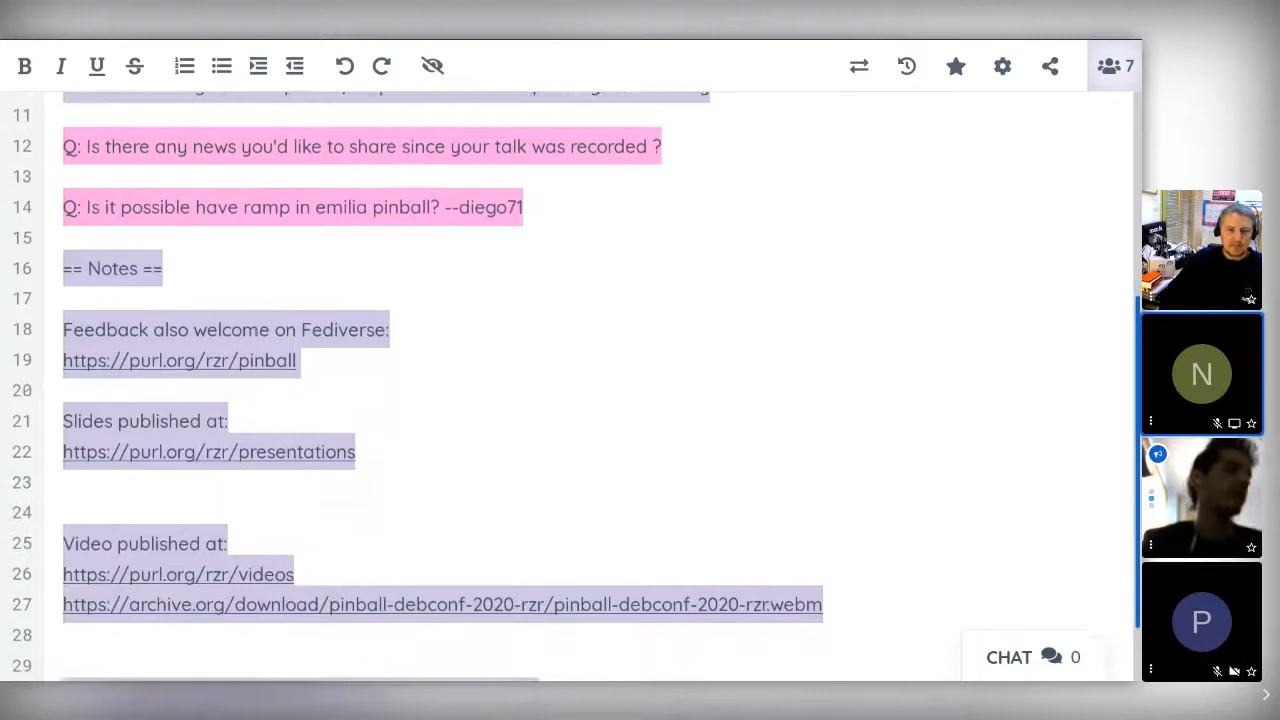 B I U S
7
11
12 Q: Is there any news you'd like to share since your talk was recorded ?
13
14 Q: Is it possible have ramp in emilia pinball? --diego71
15
16 == Notes ==
17
18 Feedback also welcome on Fediverse:
19 https://purl.org/rzr/pinball
20
21 Slides published at:
22 https://purl.org/rzr/presentations
23
24
25 Video published at:
26 https://purl.org/rzr/videos
27 https://archive.org/download/pinball-debconf-2020-rzr/pinball-debconf-2020-rzr.webm
28
29
CHAT 0
N
P